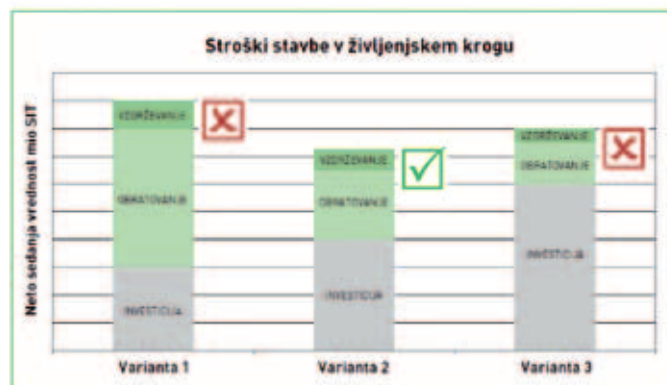 Stroški stavbe v življenjskem krogu
Neto sedanja vrednost mio SIT
VZDRŽEVANJE
OBRATOVANJE
INVESTICIJA
VZDRŽEVANJE
OBRATOVANJE
INVESTICIJA
VZDRŽEVANJE
OBRATOVANJE
INVESTICIJA
Varianta 1
Varianta 2
Varianta 3